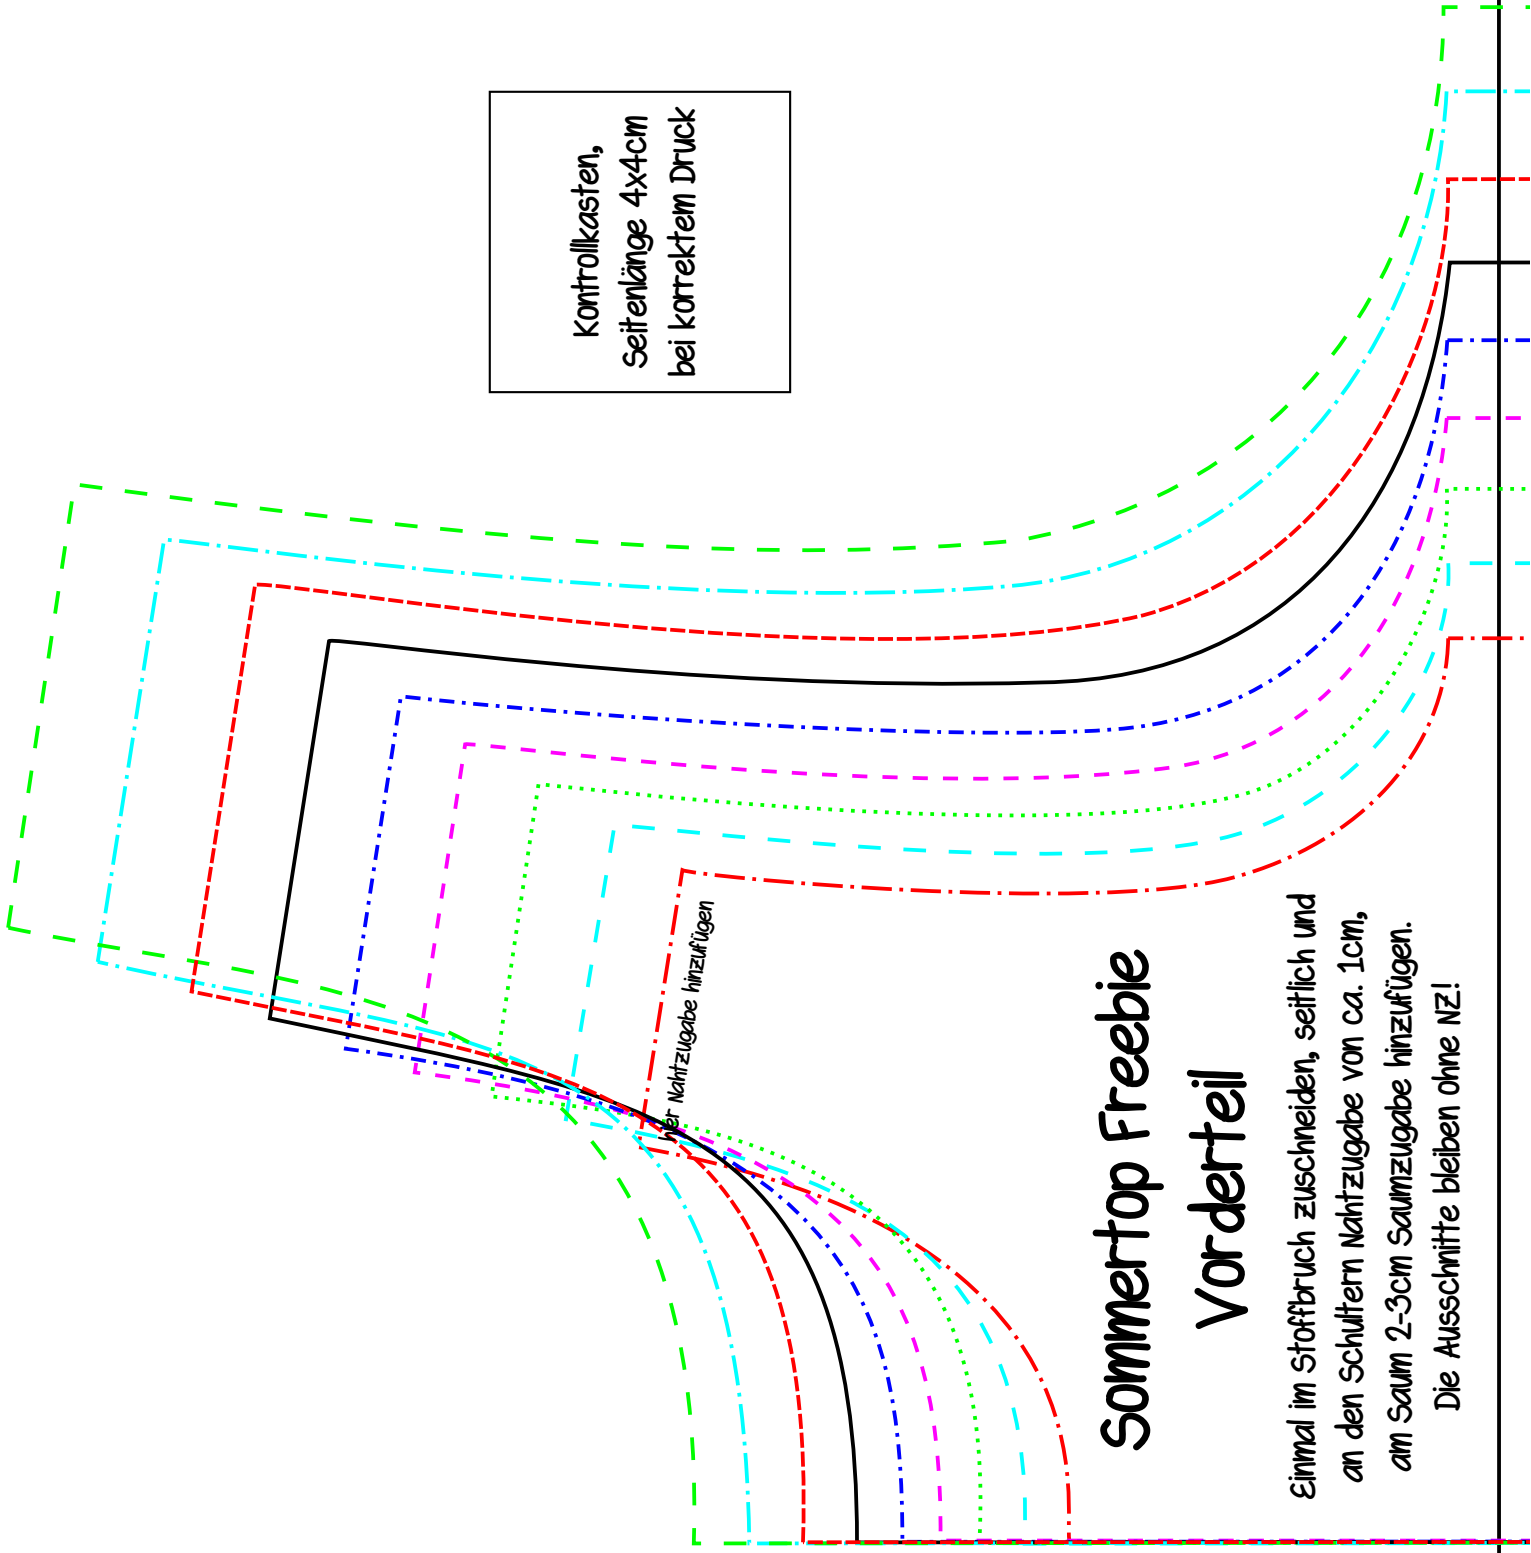 Kontrollkasten,
Seitenlänge 4x4cm
bei korrektem Druck
hier Nahtzugabe hinzufügen
Sommertop Freebie
Vorderteil
Einmal im Stoffbruch zuschneiden, seitlich und
an den Schultern Nahtzugabe von ca. 1cm,
am Saum 2-3cm Saumzugabe hinzufügen.
Die Ausschnitte bleiben ohne NZ!